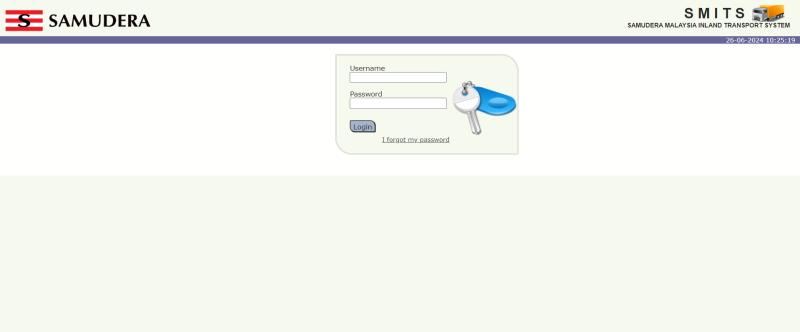 S SAMUDERA
SMITS
SAMUDERA MALAYSIA INLAND TRANSPORT SYSTEM
26-06-2024 10:25:19
Username
Password
Login
I forgot my password